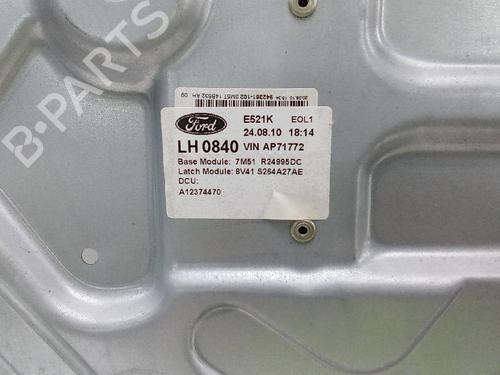 Ford
E521K EOL1
24.08.10 18:14
LH 0840 VIN AP71772
Base Module: 7M51 R24995DC
Latch Module: 8V41 S264A27AE
DCU:
A12374470
B-PARTS